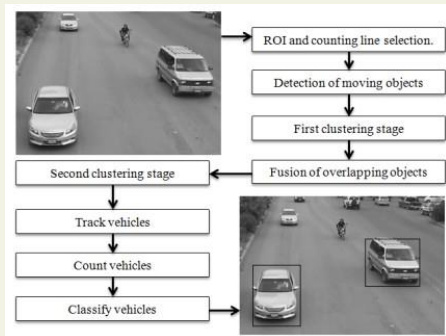 ROI and counting line selection.
Detection of moving objects
First clustering stage
Fusion of overlapping objects
Second clustering stage
Track vehicles
Count vehicles
Classify vehicles